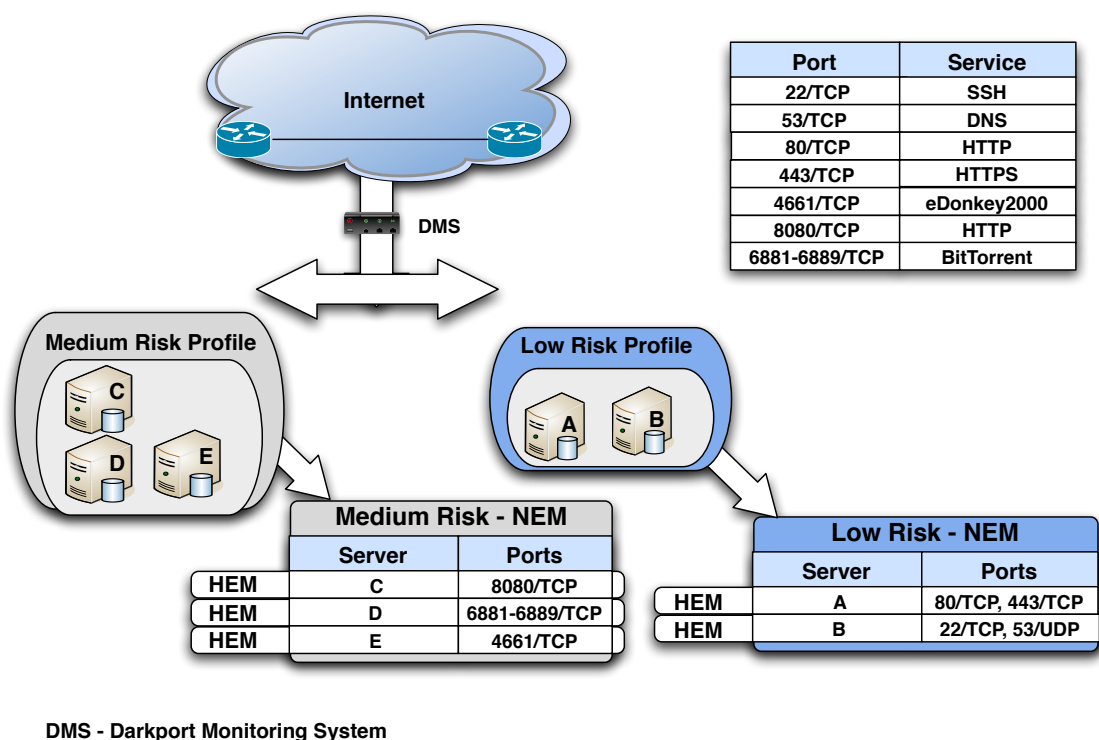 Internet
DMS
Port Service
22/TCP SSH
53/TCP DNS
80/TCP HTTP
443/TCP HTTPS
4661/TCP eDonkey2000
8080/TCP HTTP
6881-6889/TCP BitTorrent
Medium Risk Profile
C
D
E
Low Risk Profile
A
B
Medium Risk - NEM
Server Ports
HEM C 8080/TCP
HEM D 6881-6889/TCP
HEM E 4661/TCP
Low Risk - NEM
Server Ports
HEM A 80/TCP, 443/TCP
HEM B 22/TCP, 53/UDP
DMS - Darkport Monitoring System